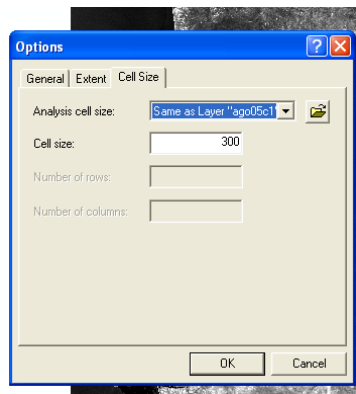 Options
General Extent Cell Size
Analysis cell size: Same as Layer "ago05c1"
Cell size: 300
Number of rows:
Number of columns:
OK Cancel